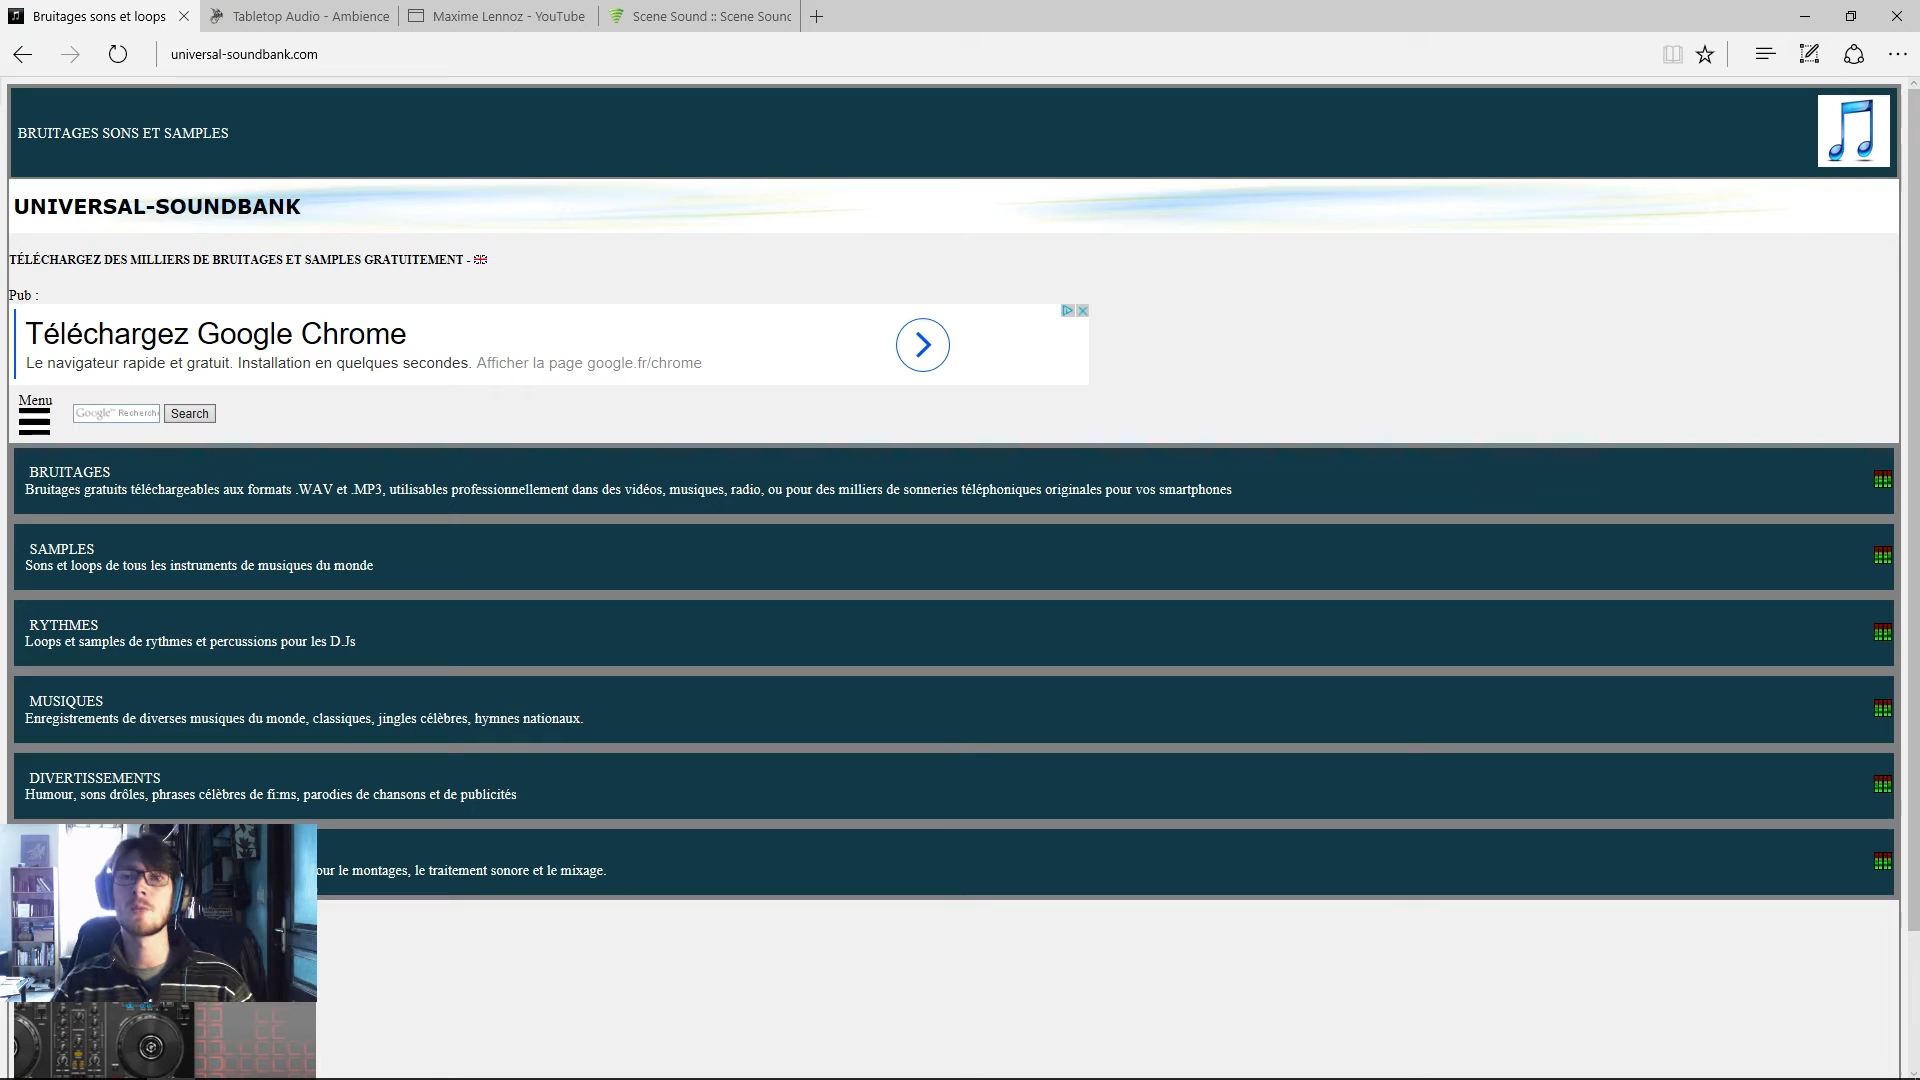 Bruitages sons et loops
Tabletop Audio - Ambience
Maxime Lennoz - YouTube
Scene Sound :: Scene Sound
universal-soundbank.com
BRUITAGES SONS ET SAMPLES
UNIVERSAL-SOUNDBANK
TÉLÉCHARGEZ DES MILLIERS DE BRUITAGES ET SAMPLES GRATUITEMENT -
Pub :
Téléchargez Google Chrome
Le navigateur rapide et gratuit. Installation en quelques secondes. Afficher la page google.fr/chrome
Menu
Google™ Recherche
Search
BRUITAGES
Bruitages gratuits téléchargeables aux formats .WAV et .MP3, utilisables professionnellement dans des vidéos, musiques, radio, ou pour des milliers de sonneries téléphoniques originales pour vos smartphones
SAMPLES
Sons et loops de tous les instruments de musiques du monde
RYTHMES
Loops et samples de rythmes et percussions pour les D.Js
MUSIQUES
Enregistrements de diverses musiques du monde, classiques, jingles célèbres, hymnes nationaux.
DIVERTISSEMENTS
Humour, sons drôles, phrases célèbres de fi:ms, parodies de chansons et de publicités
our le montages, le traitement sonore et le mixage.